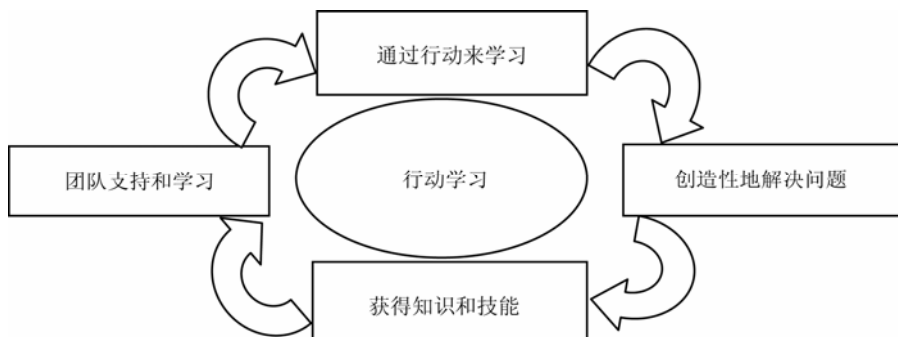 通过行动来学习
团队支持和学习
行动学习
创造性地解决问题
获得知识和技能